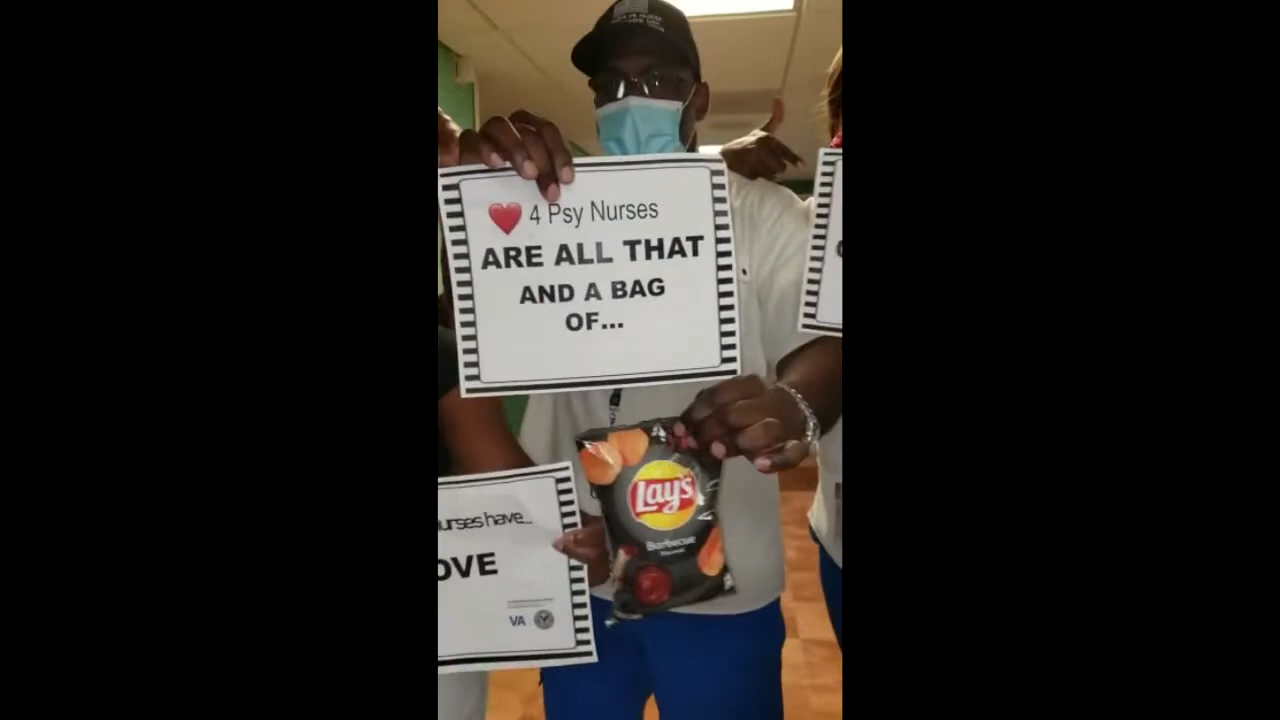 4 Psy Nurses
ARE ALL THAT
AND A BAG
OF...
Lay's
Barbecue
urses have...
OVE
VA